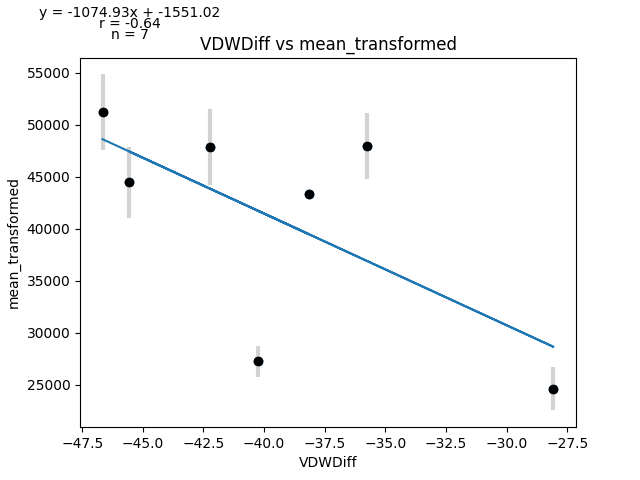 y = -1074.93x + -1551.02
r = -0.64
n = 7
VDWDiff vs mean_transformed
55000
50000
45000
40000
35000
30000
25000
mean_transformed
−47.5 −45.0 −42.5 −40.0 −37.5 −35.0 −32.5 −30.0 −27.5
VDWDiff